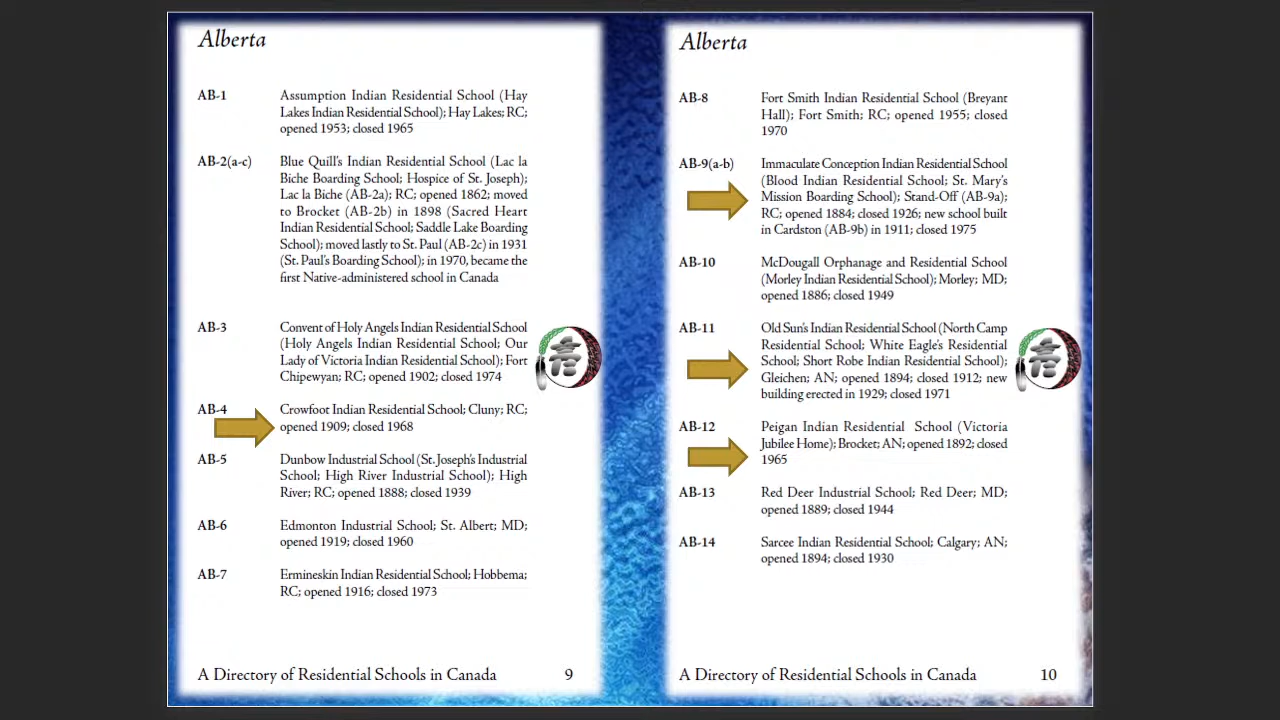 Alberta
AB-1
Assumption Indian Residential School (Hay
Lakes Indian Residential School); Hay Lakes; RC;
opened 1953; closed 1965
AB-2(a-c)
Blue Quill's Indian Residential School (Lac la
Biche Boarding School; Hospice of St. Joseph);
Lac la Biche (AB-2a); RC; opened 1862; moved
to Brocket (AB-2b) in 1898 (Sacred Heart
Indian Residential School; Saddle Lake Boarding
School); moved lastly to St. Paul (AB-2c) in 1931
(St. Paul's Boarding School); in 1970, became the
first Native-administered school in Canada
AB-3
Convent of Holy Angels Indian Residential School
(Holy Angels Indian Residential School; Our
Lady of Victoria Indian Residential School); Fort
Chipewyan; RC; opened 1902; closed 1974
AB-4
Crowfoot Indian Residential School; Cluny; RC;
opened 1909; closed 1968
AB-5
Dunbow Industrial School (St. Joseph's Industrial
School; High River Industrial School); High
River; RC; opened 1888; closed 1939
AB-6
Edmonton Industrial School; St. Albert; MD;
opened 1919; closed 1960
AB-7
Ermineskin Indian Residential School; Hobbema;
RC; opened 1916; closed 1973
A Directory of Residential Schools in Canada 9
Alberta
AB-8
Fort Smith Indian Residential School (Breyant
Hall); Fort Smith; RC; opened 1955; closed
1970
AB-9(a-b)
Immaculate Conception Indian Residential School
(Blood Indian Residential School; St. Mary's
Mission Boarding School); Stand-Off (AB-9a);
RC; opened 1884; closed 1926; new school built
in Cardston (AB-9b) in 1911; closed 1975
AB-10
McDougall Orphanage and Residential School
(Morley Indian Residential School); Morley; MD;
opened 1886; closed 1949
AB-11
Old Sun's Indian Residential School (North Camp
Residential School; White Eagle's Residential
School; Short Robe Indian Residential School);
Gleichen; AN; opened 1894; closed 1912; new
building erected in 1929; closed 1971
AB-12
Peigan Indian Residential School (Victoria
Jubilee Home); Brocket; AN; opened 1892; closed
1965
AB-13
Red Deer Industrial School; Red Deer; MD;
opened 1889; closed 1944
AB-14
Sarcee Indian Residential School; Calgary; AN;
opened 1894; closed 1930
A Directory of Residential Schools in Canada 10